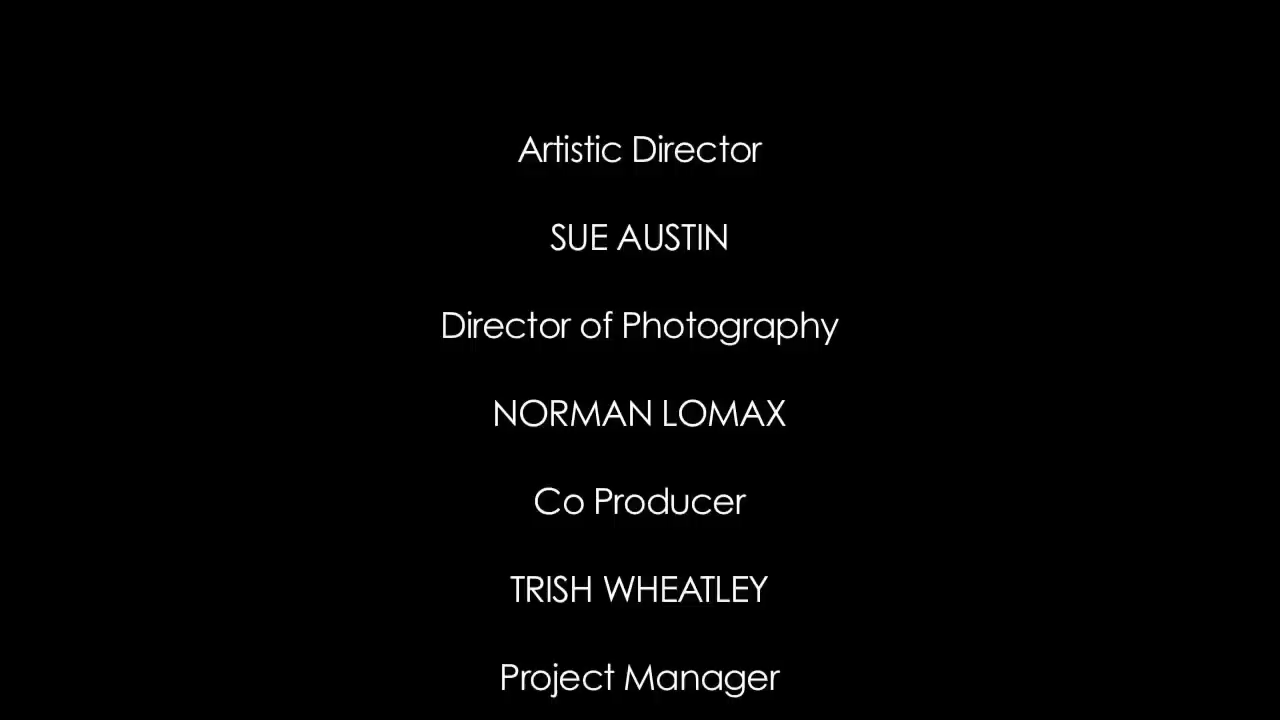 Artistic Director
SUE AUSTIN
Director of Photography
NORMAN LOMAX
Co Producer
TRISH WHEATLEY
Project Manager